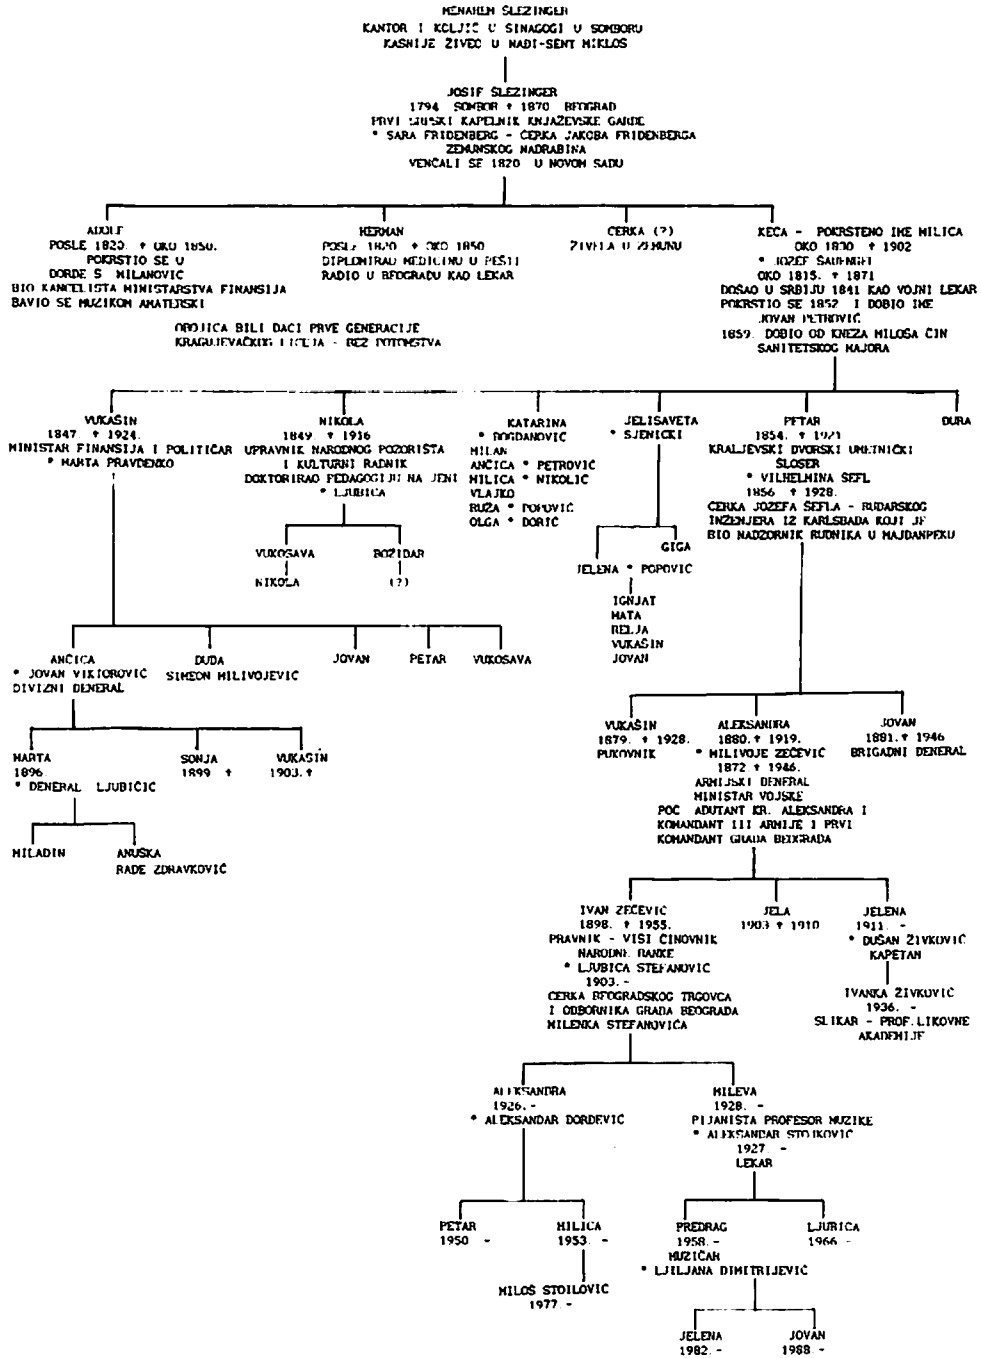 MENAHEM ŠLEZINGER
KANTOR I KOLJIČ U SINAGOGI U SOMBORU
KASNIJE ŽIVEO U NAĐI-SENT MIKLOŠ
JOSIF ŠLEZINGER
1794 SOMBOR + 1870 BEOGRAD
PRVI SRPSKI KAPELNIK KNJAŽEVSKE GARDE
* SARA FRIDENBERG - ĆERKA JAKOBA FRIDENBERGA
ZEMUNSKOG NADRABINA
VENČALI SE 1820 U NOVOM SADU
ADOLF
POSLE 1820. + OKO 1850.
POKRSTIO SE U
ĐORĐE S MILANOVIĆ
BIO KANCELISTA MINISTARSTVA FINANSIJA
BAVIO SE MUZIKOM AMATERSKI
HERMAN
POSLE 1820 + OKO 1850
DIPLOMIRAO MEDICINU U PEŠTI
RADIO U BEOGRADU KAO LEKAR
OBOJICA BILI ĐACI PRVE GENERACIJE
KRAGUJEVAČKOG LICEJA - BEZ POTOMSTVA
ĆERKA (?)
ŽIVELA U ZEMUNU
KEČA - POKRŠTENO IME MILICA
OKO 1830 + 1902
* JOZEF
OKO 1815. + 1871
DOŠAO U SRBIJU 1841 KAO VOJNI LEKAR
POKRSTIO SE 1852 I DOBIO IME
JOVAN PETROVIĆ
1859. DOBIO OD KNEZA MILOŠA ČIN
SANITETSKOG MAJORA
VUKAŠIN
1847. + 1924.
MINISTAR FINANSIJA I POLITIČAR
* MARTA PRAVDENKO
NIKOLA
1849. + 1916
UPRAVNIK NARODNOG POZORIŠTA
I KULTURNI RADNIK
DOKTORIRAO PEDAGOGIJU NA JENI
* LJUBICA
VUKOSAVA
NIKOLA
BOŽIDAR
(?)
KATARINA
* BOGDANOVIĆ
MILAN
ANČICA * PETROVIĆ
MILICA * NIKOLIĆ
VLAJKO
RUŽA * POPOVIĆ
OLGA * ĐORIĆ
JELISAVETA
* SJENICKI
GIGA
JELENA * POPOVIĆ
IGNJAT
MATA
RELJA
VUKAŠIN
JOVAN
PETAR
1854. + 1921
KRALJEVSKI DVORSKI UMETNIČKI
ŠLOSER
* VILHELMINA ŠEFL
1856 + 1928.
ĆERKA JOZEFA ŠEFLA - RUDARSKOG
INŽENJERA IZ KARLSBADA KOJI JE
BIO NADZORNIK RUDNIKA U MAJDANPEKU
ĐURA
ANČICA
* JOVAN VIKTOROVIĆ
DIVIZNI ĐENERAL
DUDA
SIMEON MILIVOJEVIĆ
JOVAN
PETAR
VUKOSAVA
MARTA
1896.
* ĐENERAL LJUBIČIĆ
SONJA
1899 +
VUKAŠIN
1903. +
MILADIN
ANUŠKA
RADE ZDRAVKOVIĆ
VUKAŠIN
1879. + 1928.
PUKOVNIK
ALEKSANDRA
1880. + 1919.
* MILIVOJE ZEČEVIĆ
1872 + 1946.
ARMIJSKI ĐENERAL
MINISTAR VOJSKE
POČ AĐUTANT KR. ALEKSANDRA I
KOMANDANT III ARMIJE I PRVI
KOMANDANT GRADA BEOGRADA
JOVAN
1881. + 1946
BRIGADNI ĐENERAL
IVAN ZEČEVIĆ
1898. + 1955.
PRAVNIK - VIŠI ČINOVNIK
NARODNE BANKE
* LJUBICA STEFANOVIĆ
1903. -
ĆERKA BEOGRADSKOG TRGOVCA
I ODBORNIKA GRADA BEOGRADA
MILENKA STEFANOVIĆA
JELA
1903 + 1910
JELENA
1911. -
* DUŠAN ŽIVKOVIĆ
KAPETAN
IVANKA ŽIVKOVIĆ
1936. -
SLIKAR - PROF. LIKOVNE
AKADEMIJE
ALEKSANDRA
1926. -
* ALEKSANDAR ĐORĐEVIĆ
MILEVA
1928. -
PIJANISTA PROFESOR MUZIKE
* ALEKSANDAR STOJKOVIĆ
1927. -
LEKAR
PETAR
1950 -
MILICA
1953. -
MILOŠ STOILOVIĆ
1977. -
PREDRAG
1958. -
MUZIČAR
* LJILJANA DIMITRIJEVIĆ
LJUBICA
1966 -
JELENA
1982. -
JOVAN
1988. -